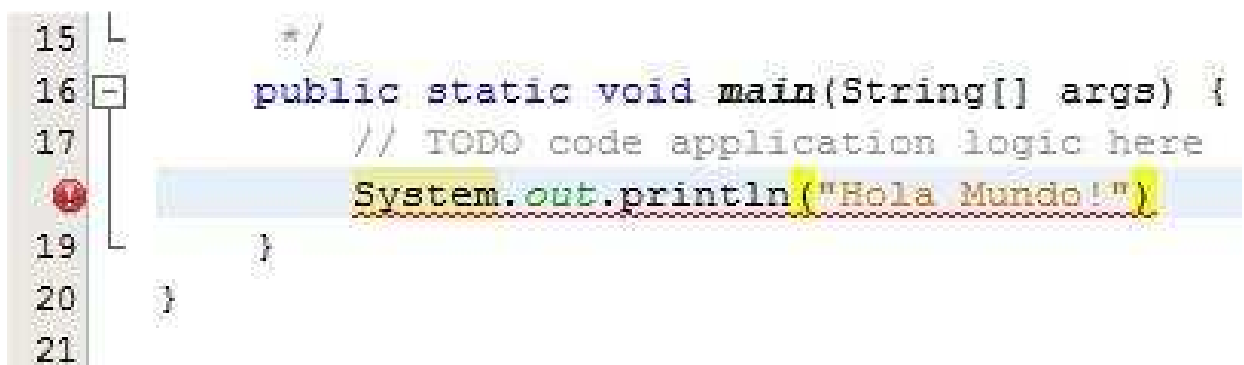 15 */
16 public static void main(String[] args) {
17 // TODO code application logic here
System.out.println("Hola Mundo!")
19 }
20 }
21